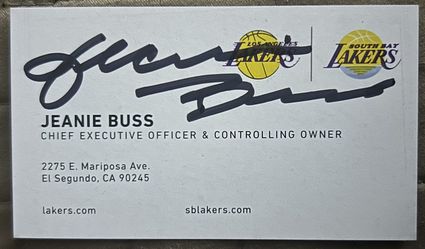 Jeanie Buss
LOS ANGELES
LAKERS
SOUTH BAY
LAKERS
JEANIE BUSS
CHIEF EXECUTIVE OFFICER & CONTROLLING OWNER
2275 E. Mariposa Ave.
El Segundo, CA 90245
lakers.com sblakers.com